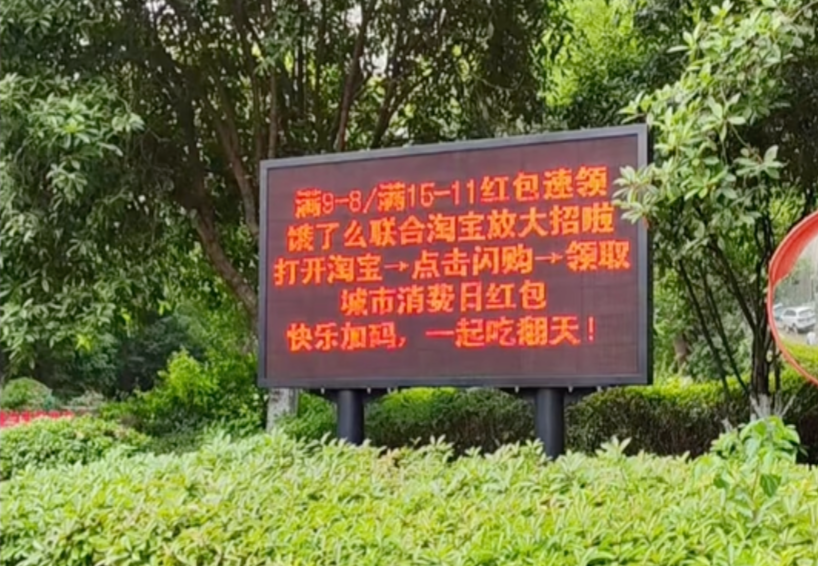 满9-8/满15-11红包速领
饿了么联合淘宝放大招啦
打开淘宝→点击闪购→领取
城市消费日红包
快乐加码，一起吃翻天！